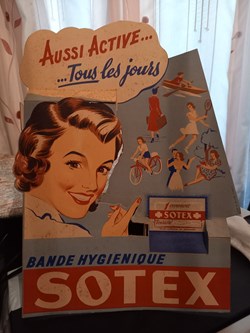 AUSSI ACTIVE...
...Tous les jours
SOTEX
BANDE HYGIENIQUE
SOTEX